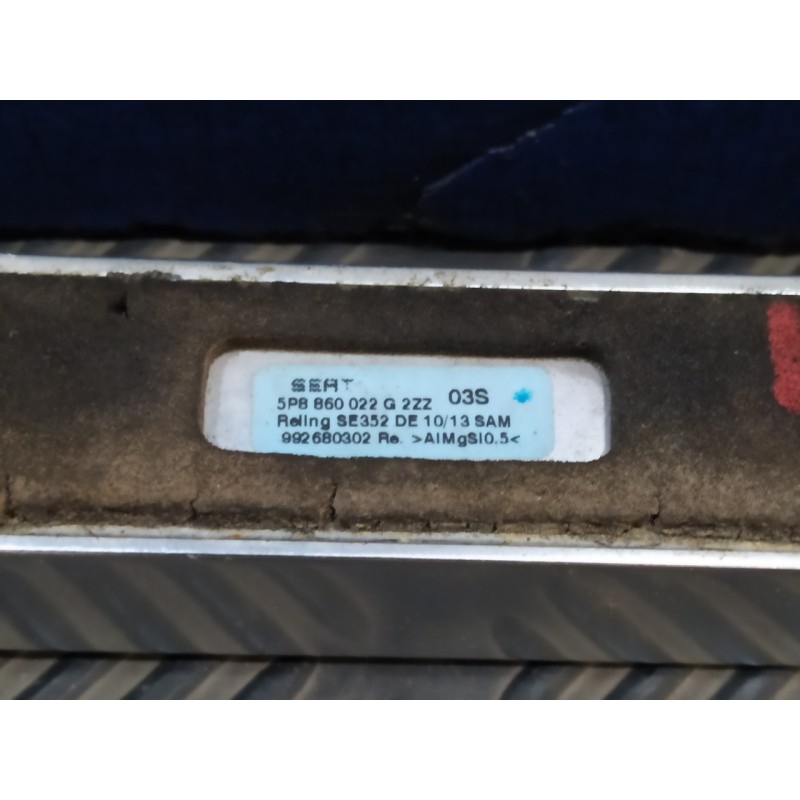 SEAT
5P8 860 022 G 2ZZ 03S *
Reling SE352 DE 10/13 SAM
992680302 Re. >AlMgSi0.5<